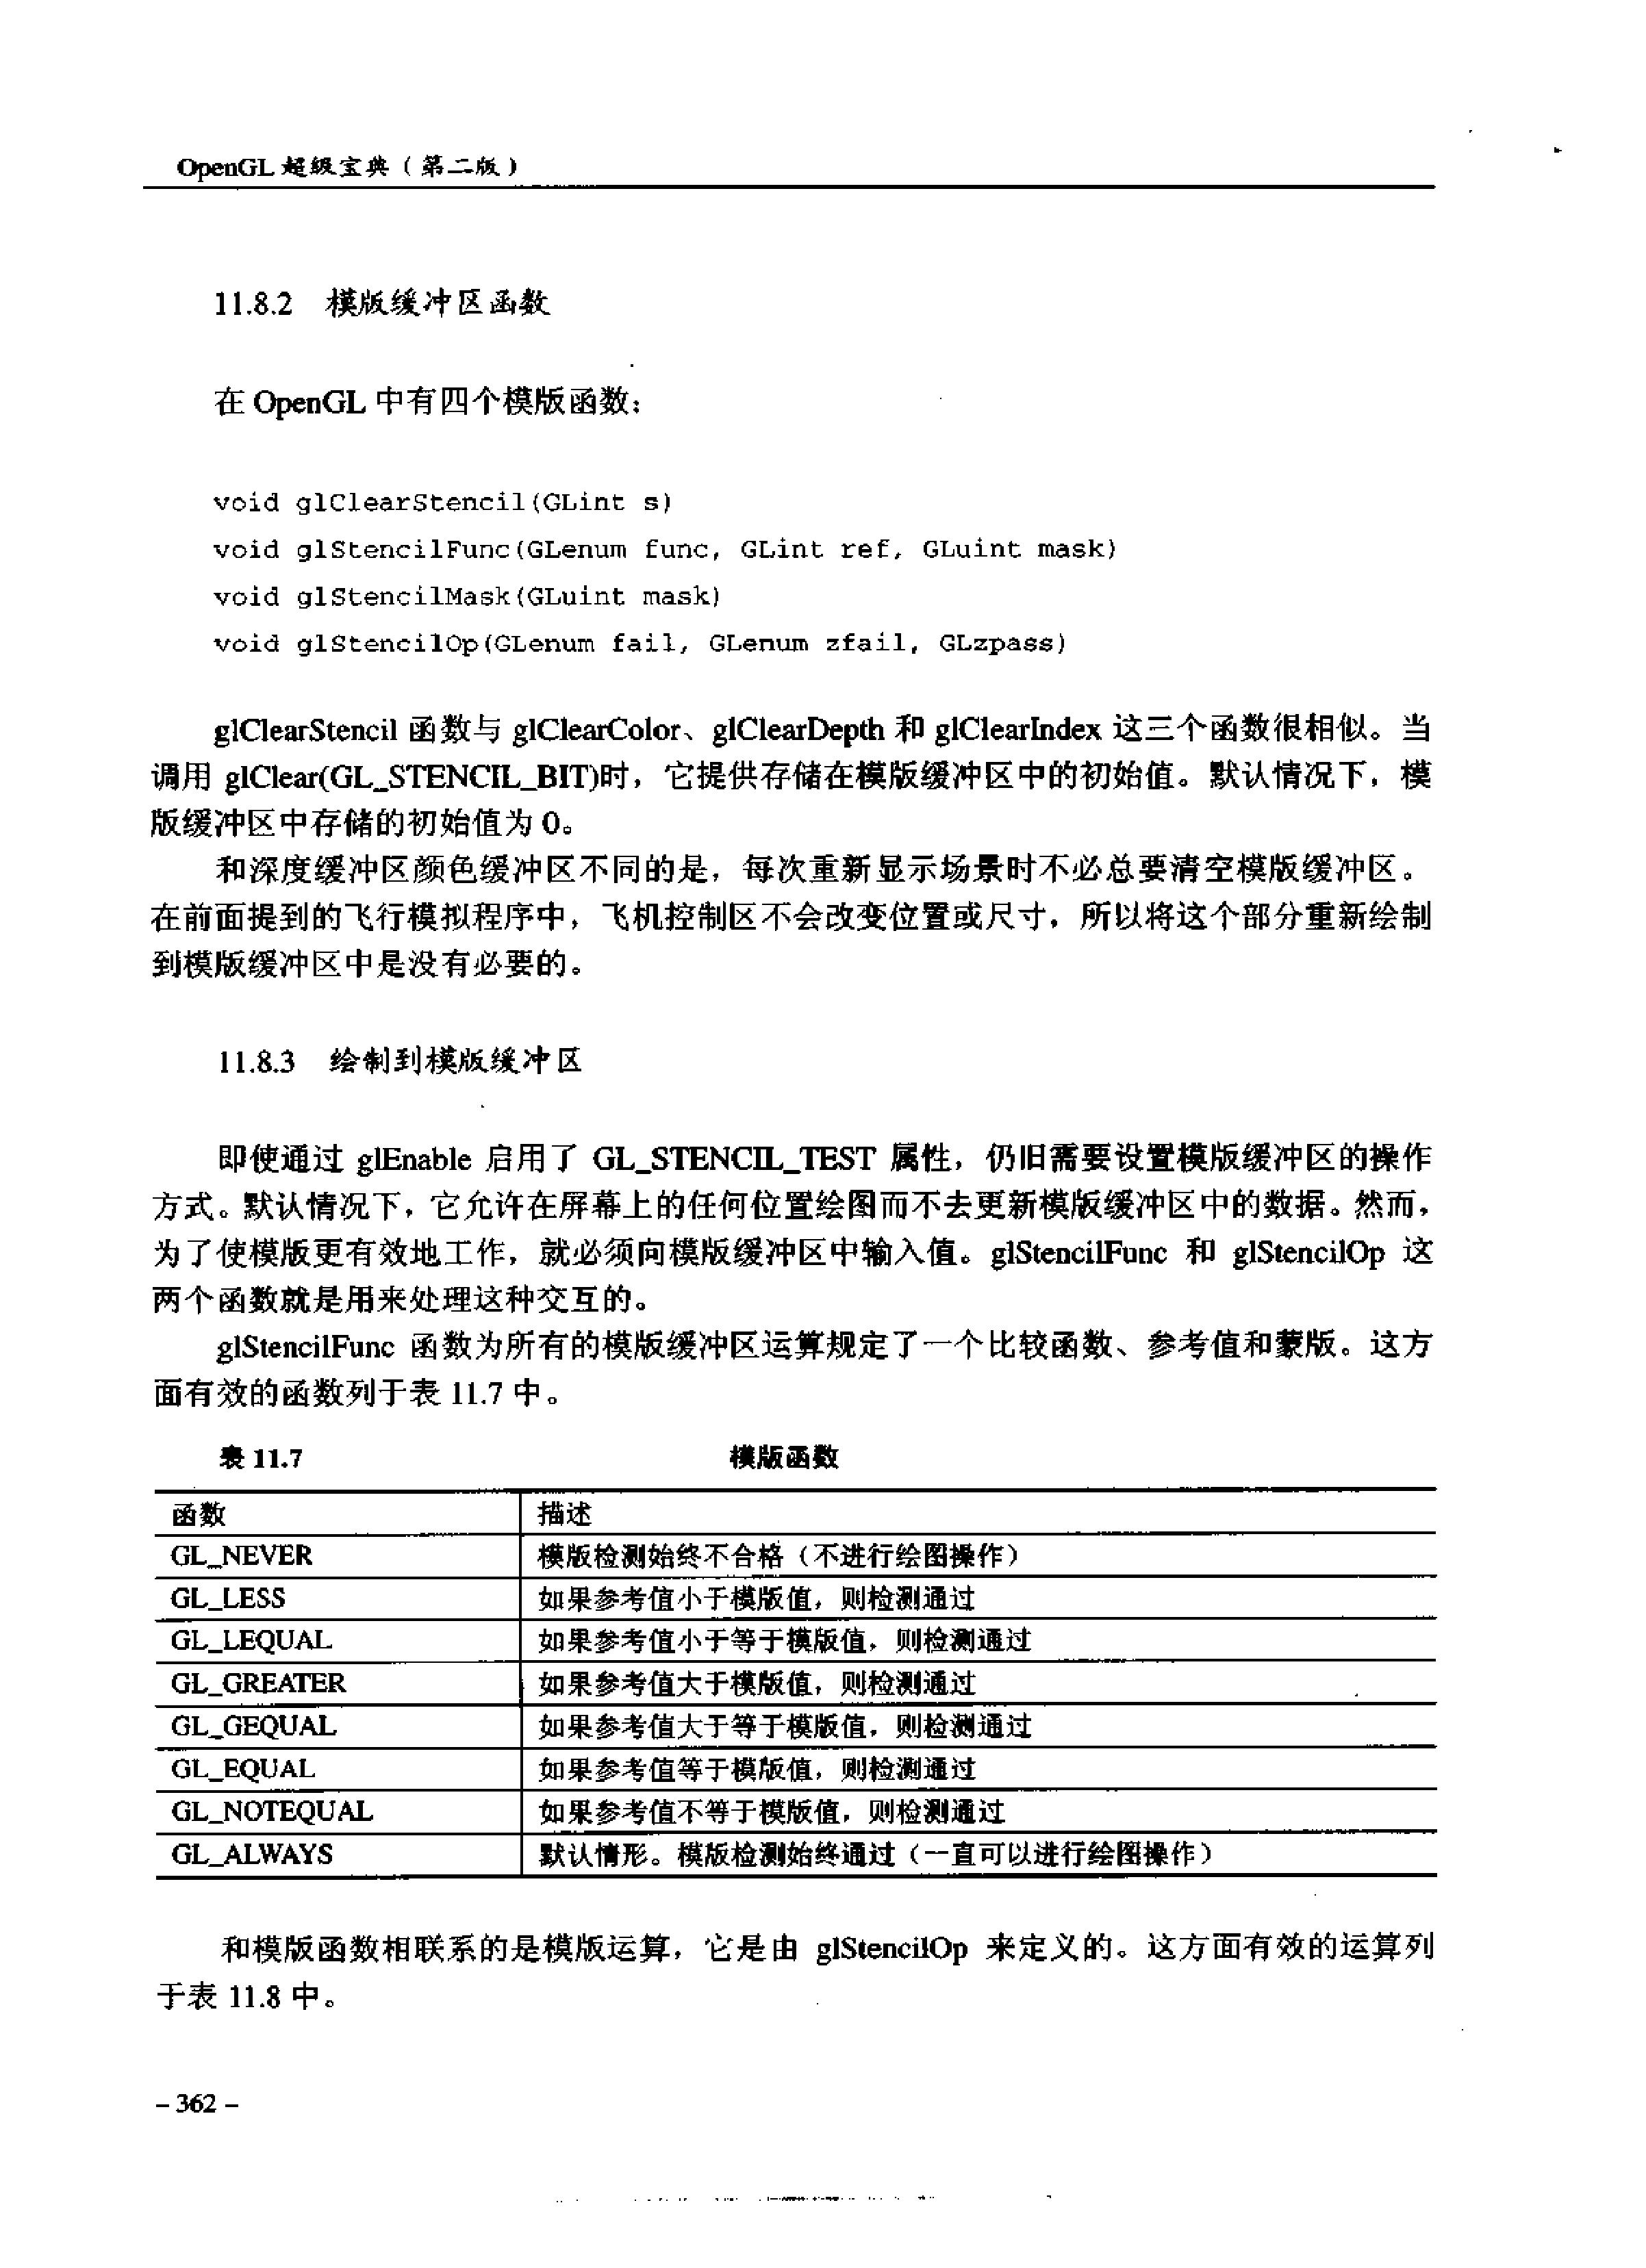 OpenGL 超级宝典（第二版）
11.8.2 模版缓冲区函数
在 OpenGL 中有四个模版函数：
void glClearStencil(GLint s)
void glStencilFunc(GLenum func, GLint ref, GLuint mask)
void glStencilMask(GLuint mask)
void glStencilOp(GLenum fail, GLenum zfail, GLzpass)
glClearStencil 函数与 glClearColor、glClearDepth 和 glClearIndex 这三个函数很相似。当
调用 glClear(GL_STENCIL_BIT)时，它提供存储在模版缓冲区中的初始值。默认情况下，模
版缓冲区中存储的初始值为 0。
和深度缓冲区颜色缓冲区不同的是，每次重新显示场景时不必总要清空模版缓冲区。
在前面提到的飞行模拟程序中，飞机控制区不会改变位置或尺寸，所以将这个部分重新绘制
到模版缓冲区中是没有必要的。
11.8.3 绘制到模版缓冲区
即使通过 glEnable 启用了 GL_STENCIL_TEST 属性，仍旧需要设置模版缓冲区的操作
方式。默认情况下，它允许在屏幕上的任何位置绘图而不去更新模版缓冲区中的数据。然而，
为了使模版更有效地工作，就必须向模版缓冲区中输入值。glStencilFunc 和 glStencilOp 这
两个函数就是用来处理这种交互的。
glStencilFunc 函数为所有的模版缓冲区运算规定了一个比较函数、参考值和蒙版。这方
面有效的函数列于表 11.7 中。
表 11.7 模版函数
函数 描述
GL_NEVER 模版检测始终不合格（不进行绘图操作）
GL_LESS 如果参考值小于模版值，则检测通过
GL_LEQUAL 如果参考值小于等于模版值，则检测通过
GL_GREATER 如果参考值大于模版值，则检测通过
GL_GEQUAL 如果参考值大于等于模版值，则检测通过
GL_EQUAL 如果参考值等于模版值，则检测通过
GL_NOTEQUAL 如果参考值不等于模版值，则检测通过
GL_ALWAYS 默认情形。模版检测始终通过（一直可以进行绘图操作）
和模版函数相联系的是模版运算，它是由 glStencilOp 来定义的。这方面有效的运算列
于表 11.8 中。
– 362 –